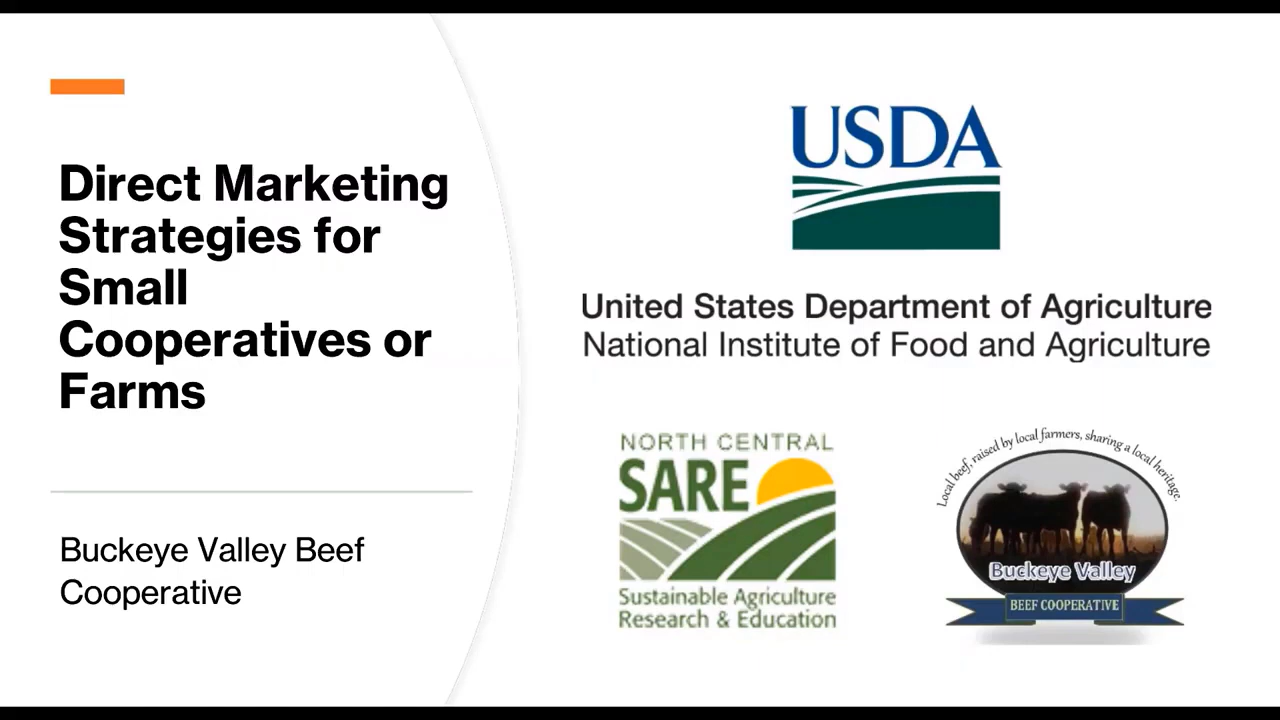 Direct Marketing
Strategies for
Small
Cooperatives or
Farms
Buckeye Valley Beef
Cooperative
USDA
United States Department of Agriculture
National Institute of Food and Agriculture
NORTH CENTRAL
SARE
Sustainable Agriculture
Research & Education
Local beef, raised by local farmers, sharing a local heritage.
Buckeye Valley
BEEF COOPERATIVE